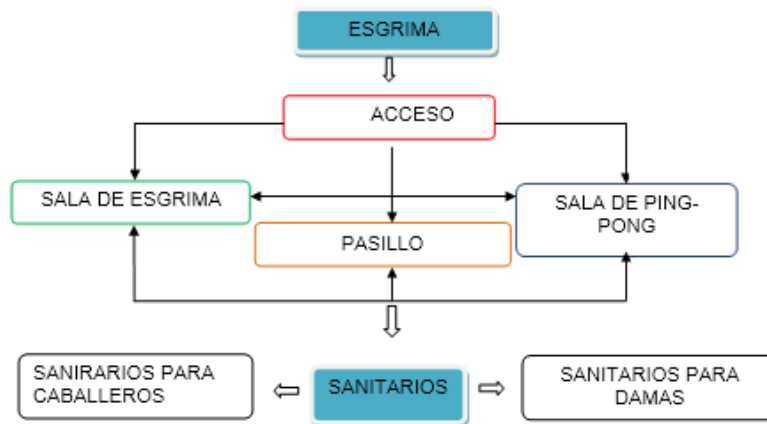 ESGRIMA
ACCESO
SALA DE ESGRIMA
SALA DE PING-
PONG
PASILLO
SANIRARIOS PARA
CABALLEROS
SANITARIOS
SANITARIOS PARA
DAMAS